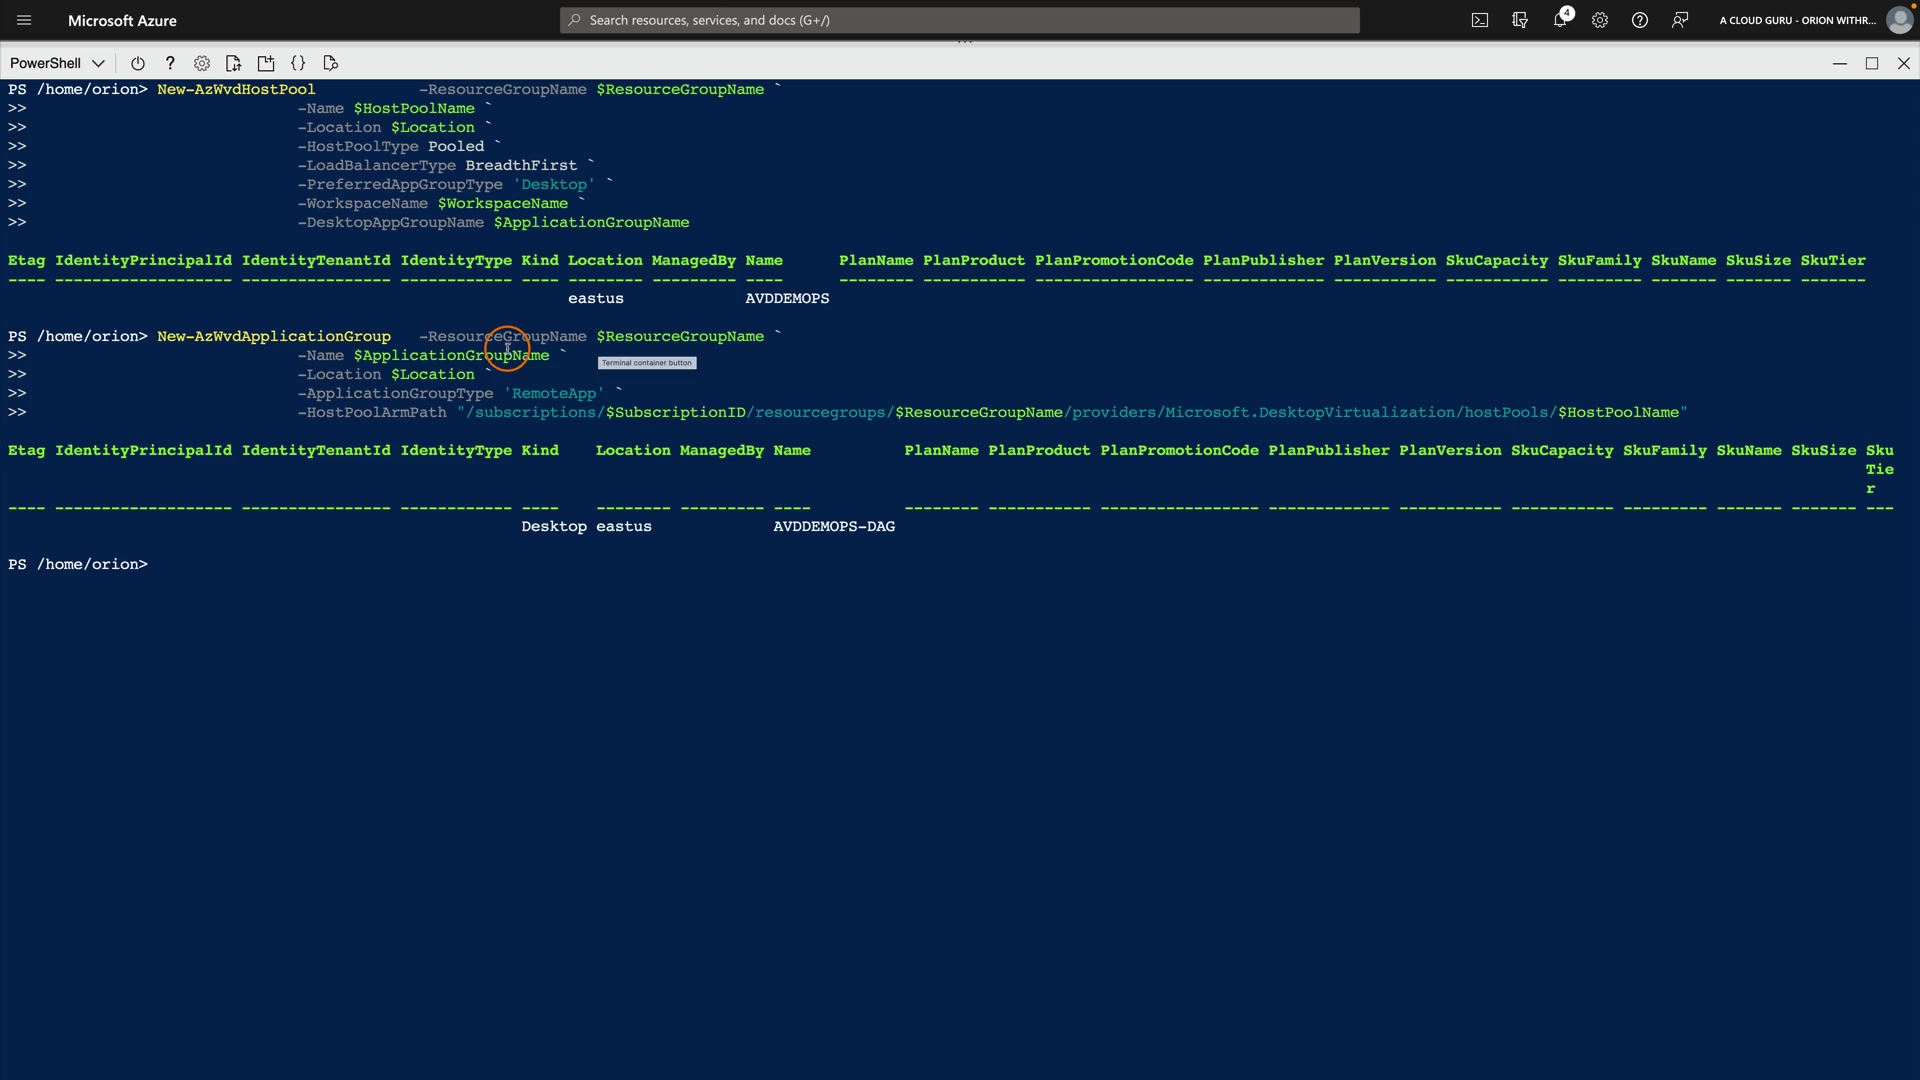 Microsoft Azure
Search resources, services, and docs (G+/)
4
A CLOUD GURU - ORION WITHR...
PowerShell
PS /home/orion> New-AzWvdHostPool -ResourceGroupName $ResourceGroupName `
>> -Name $HostPoolName `
>> -Location $Location `
>> -HostPoolType Pooled `
>> -LoadBalancerType BreadthFirst `
>> -PreferredAppGroupType 'Desktop' `
>> -WorkspaceName $WorkspaceName `
>> -DesktopAppGroupName $ApplicationGroupName
Etag IdentityPrincipalId IdentityTenantId IdentityType Kind Location ManagedBy Name PlanName PlanProduct PlanPromotionCode PlanPublisher PlanVersion SkuCapacity SkuFamily SkuName SkuSize SkuTier
---- ------------------- ---------------- ------------ ---- -------- --------- ---- -------- ----------- ----------------- ------------- ----------- ----------- --------- ------- ------- -------
eastus AVDDEMOPS
PS /home/orion> New-AzWvdApplicationGroup -ResourceGroupName $ResourceGroupName `
>> -Name $ApplicationGroupName `
Terminal container button
>> -Location $Location `
>> -ApplicationGroupType 'RemoteApp' `
>> -HostPoolArmPath "/subscriptions/$SubscriptionID/resourcegroups/$ResourceGroupName/providers/Microsoft.DesktopVirtualization/hostPools/$HostPoolName"
Etag IdentityPrincipalId IdentityTenantId IdentityType Kind Location ManagedBy Name PlanName PlanProduct PlanPromotionCode PlanPublisher PlanVersion SkuCapacity SkuFamily SkuName SkuSize Sku
Tie
r
---- ------------------- ---------------- ------------ ---- -------- --------- ---- -------- ----------- ----------------- ------------- ----------- ----------- --------- ------- ------- ---
Desktop eastus AVDDEMOPS-DAG
PS /home/orion>